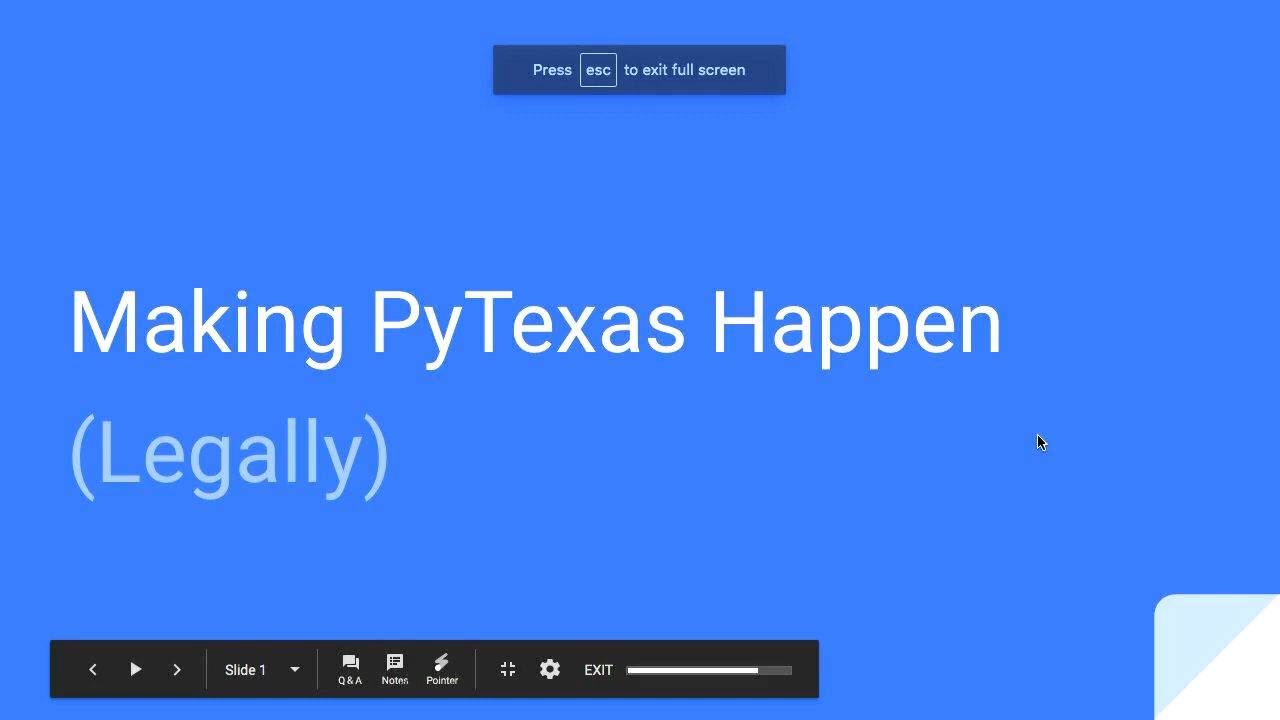 Press esc to exit full screen
Making PyTexas Happen
(Legally)
Slide 1
Q & A
Notes
Pointer
EXIT